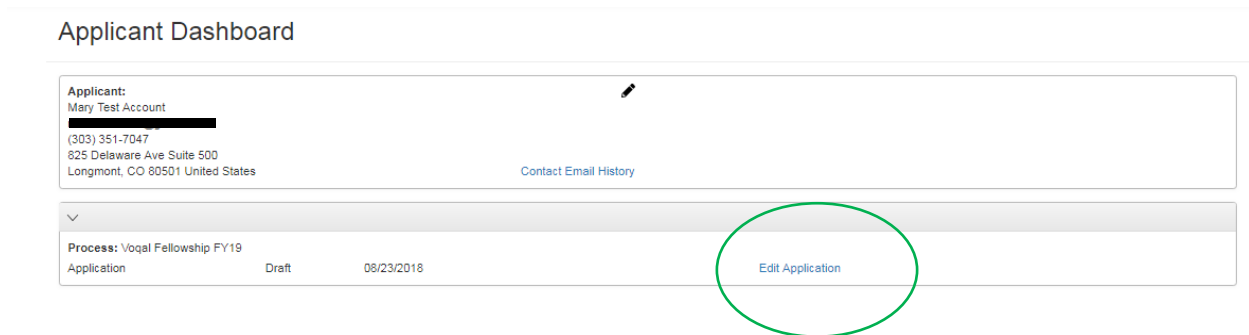 Applicant Dashboard
Applicant:
Mary Test Account
(303) 351-7047
825 Delaware Ave Suite 500
Longmont, CO 80501 United States
Contact Email History
Process: Voqal Fellowship FY19
Application Draft 08/23/2018 Edit Application